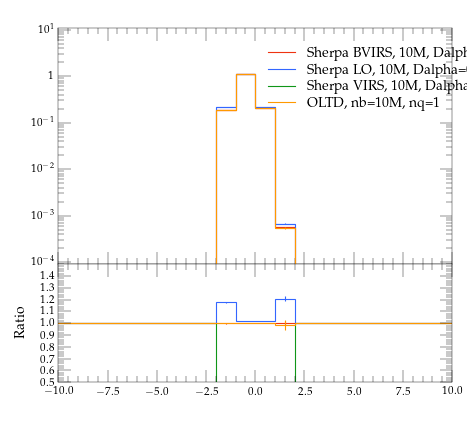 10^1
Sherpa BVIRS, 10M, Dalph
Sherpa LO, 10M, Dalpha=
Sherpa VIRS, 10M, Dalpha
OLTD, nb=10M, nq=1
1
10^−1
10^−2
10^−3
10^−4
1.4
1.3
1.2
1.1
1.0
0.9
0.8
0.7
0.6
0.5
Ratio
−10.0 −7.5 −5.0 −2.5 0.0 2.5 5.0 7.5 10.0